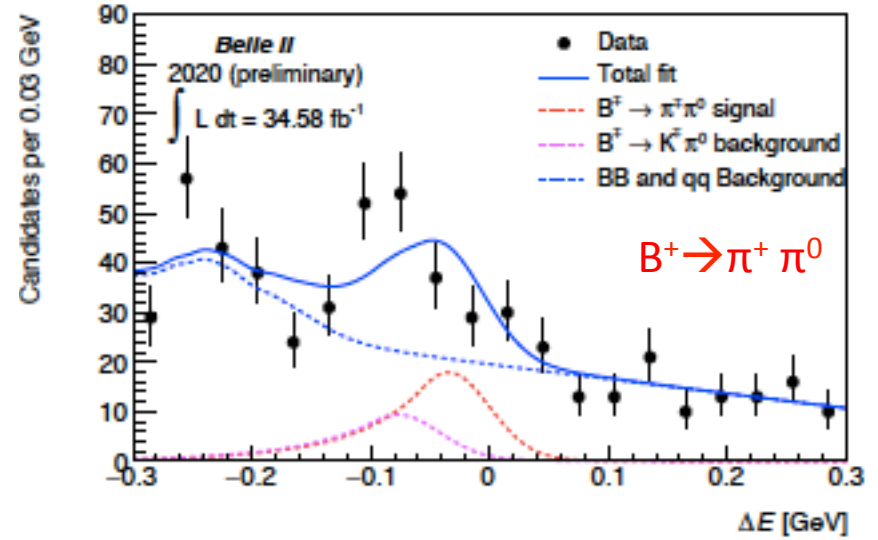 Candidates per 0.03 GeV
90
80
70
60
50
40
30
20
10
0
Belle II
2020 (preliminary)
∫ L dt = 34.58 fb⁻¹
Data
Total fit
B∓ → π∓π⁰ signal
B∓ → K∓π⁰ background
BB and qq Background
B⁺→π⁺ π⁰
−0.3 −0.2 −0.1 0 0.1 0.2 0.3
ΔE [GeV]